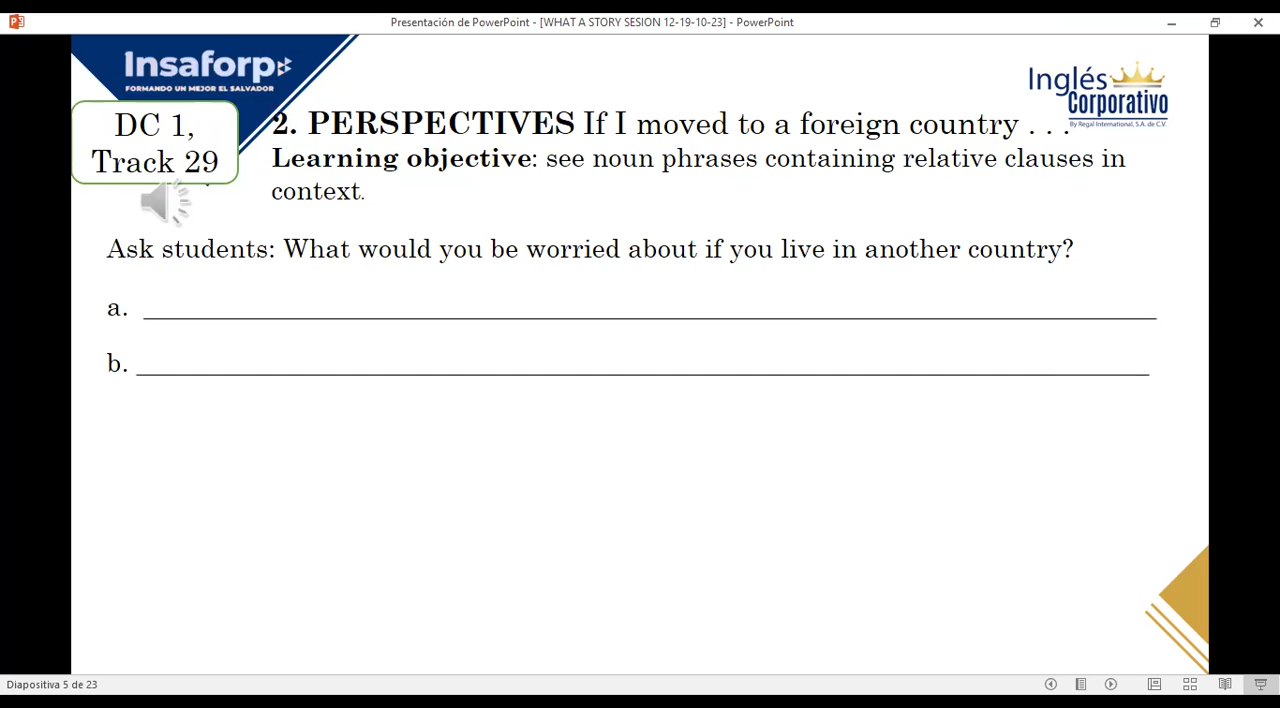 Presentación de PowerPoint - [WHAT A STORY SESION 12-19-10-23] - PowerPoint
Insaforp
FORMANDO UN MEJOR EL SALVADOR
Inglés
Corporativo
By Regal International, S.A. de C.V.
DC 1,
Track 29
2. PERSPECTIVES If I moved to a foreign country . . .
Learning objective: see noun phrases containing relative clauses in
context.
Ask students: What would you be worried about if you live in another country?
a.
b.
Diapositiva 5 de 23